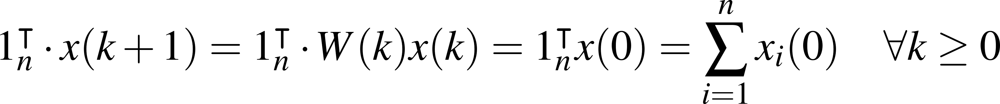 1_n^⊺ · x(k+1) = 1_n^⊺ · W(k)x(k) = 1_n^⊺ x(0) = ∑_{i=1}^n x_i(0) ∀k ≥ 0